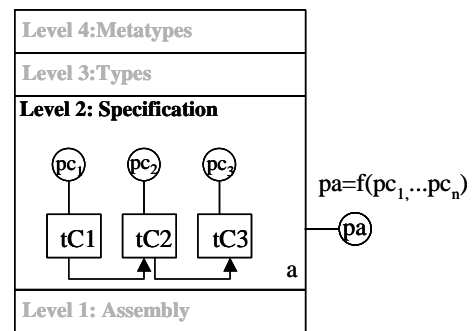 Level 4:Metatypes
Level 3:Types
Level 2: Specification
pc1 pc2 pc3
pa=f(pc1,...pcn)
tC1 tC2 tC3
pa
a
Level 1: Assembly